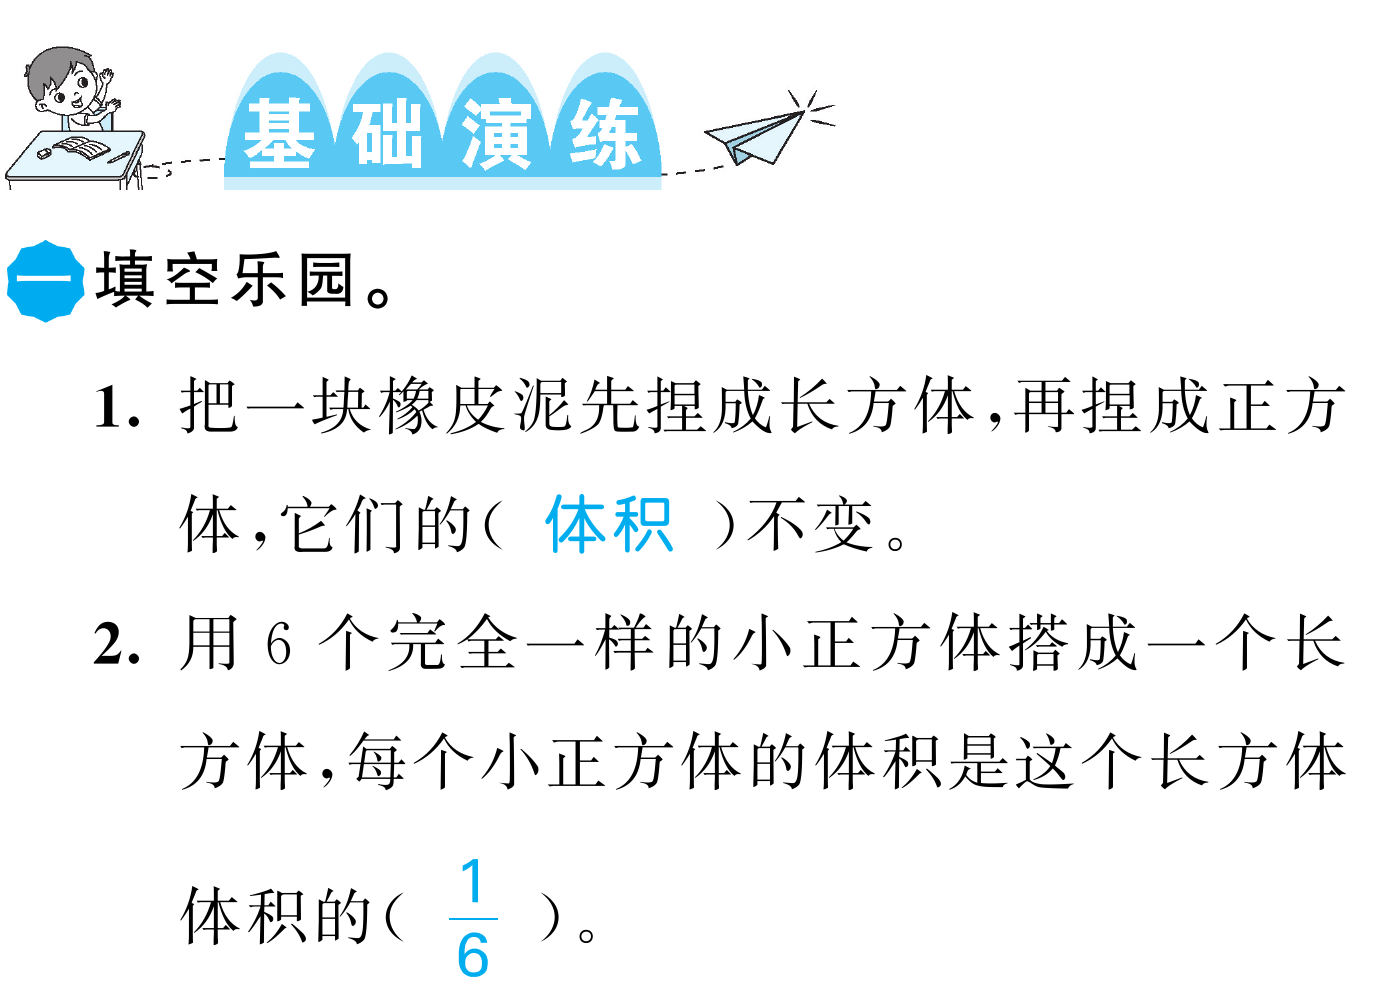 基础演练
一 填空乐园。
1. 把一块橡皮泥先捏成长方体,再捏成正方
体,它们的( 体积 )不变。
2. 用 6 个完全一样的小正方体搭成一个长
方体,每个小正方体的体积是这个长方体
体积的( 1/6 )。